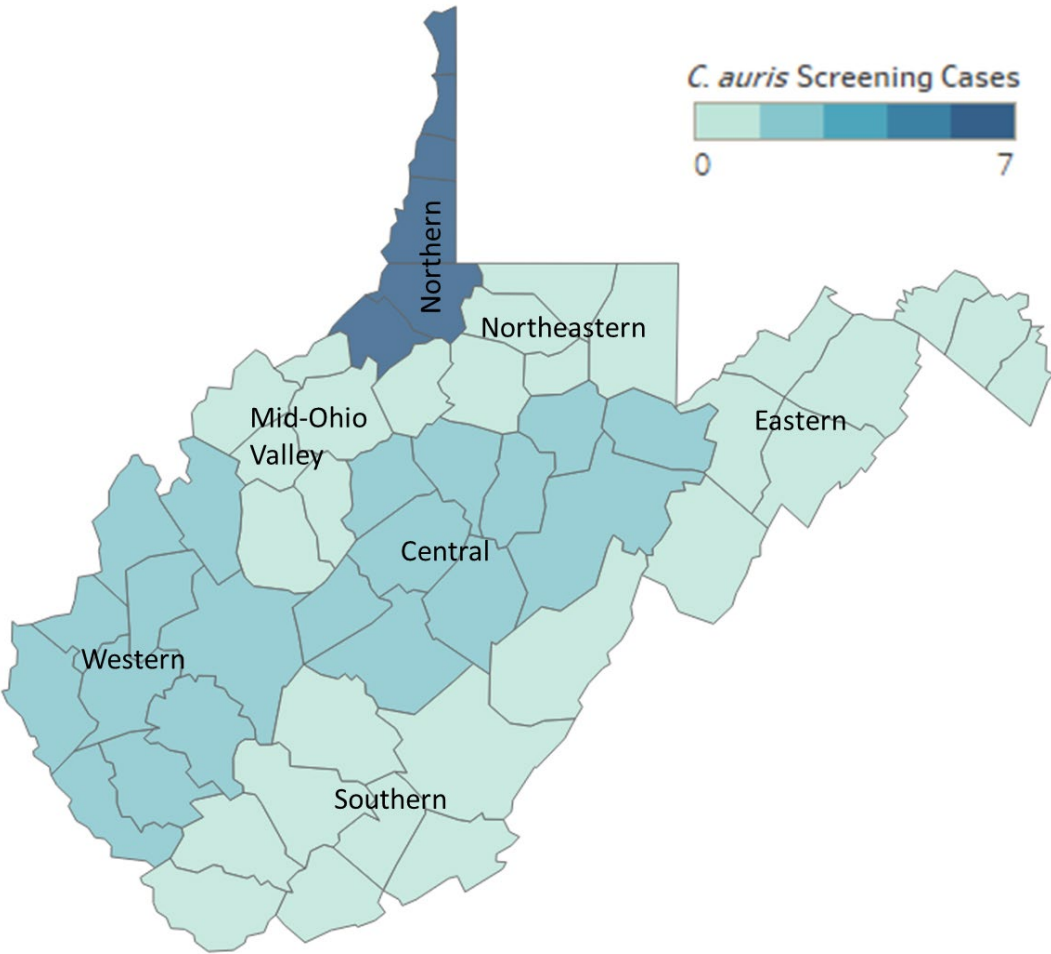 C. auris Screening Cases
0 7
Northern
Northeastern
Mid-Ohio
Valley
Eastern
Central
Western
Southern